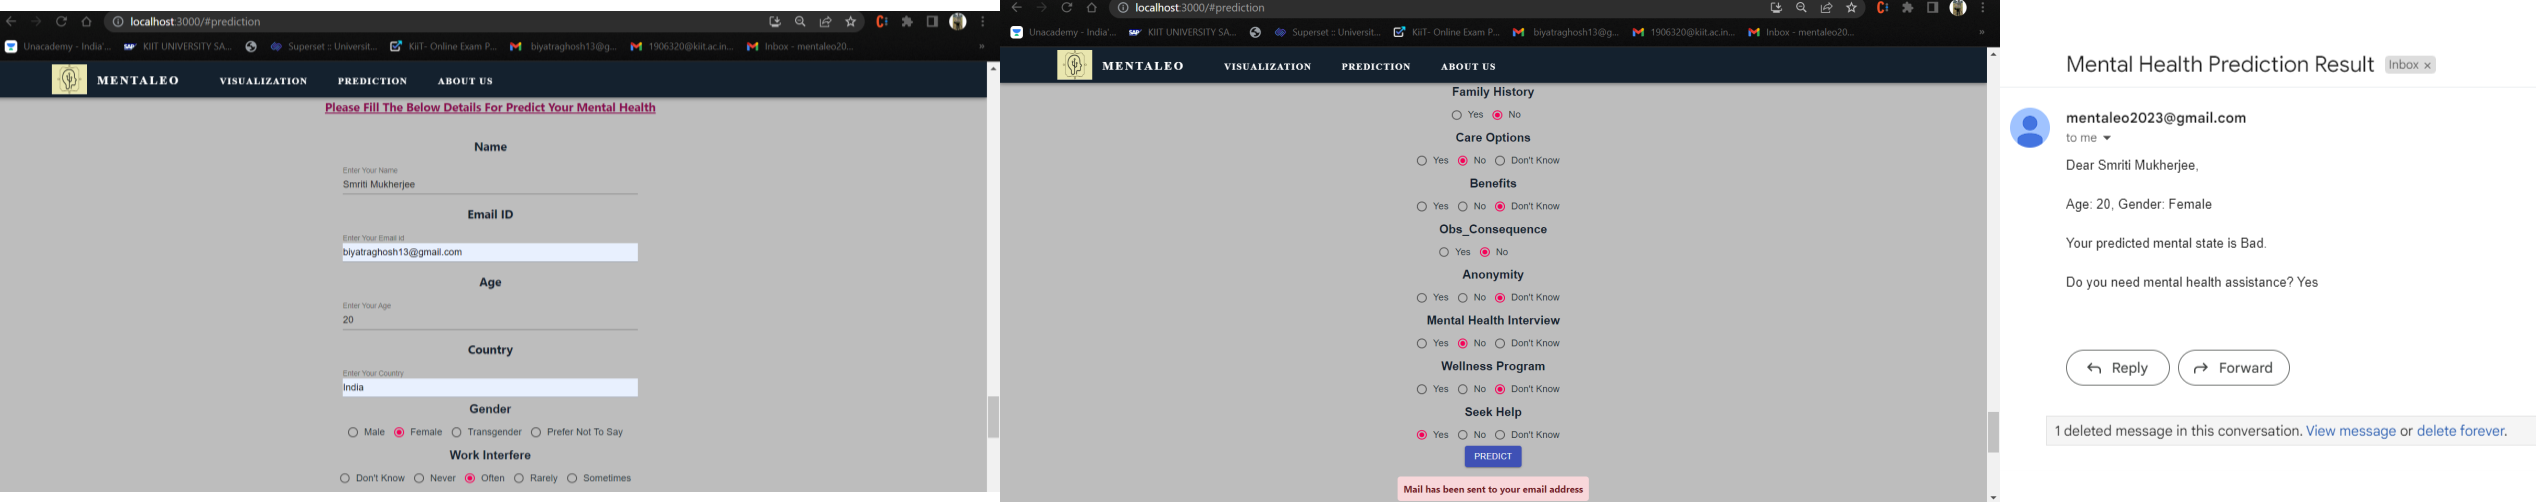 localhost:3000/#prediction
Unacademy - India'... KIIT UNIVERSITY SA... Superset :: Universit... KiiT- Online Exam P... biyatraghosh13@g... 1906320@kiit.ac.in... Inbox - mentaleo20... »
MENTALEO VISUALIZATION PREDICTION ABOUT US
Please Fill The Below Details For Predict Your Mental Health
Name
Enter Your Name
Smriti Mukherjee
Email ID
Enter Your Email id
biyatraghosh13@gmail.com
Age
Enter Your Age
20
Country
Enter Your Country
India
Gender
Male Female Transgender Prefer Not To Say
Work Interfere
Don't Know Never Often Rarely Sometimes
localhost:3000/#prediction
Unacademy - India'... KIIT UNIVERSITY SA... Superset :: Universit... KiiT- Online Exam P... biyatraghosh13@g... 1906320@kiit.ac.in... Inbox - mentaleo20... »
MENTALEO VISUALIZATION PREDICTION ABOUT US
Family History
Yes No
Care Options
Yes No Don't Know
Benefits
Yes No Don't Know
Obs_Consequence
Yes No
Anonymity
Yes No Don't Know
Mental Health Interview
Yes No Don't Know
Wellness Program
Yes No Don't Know
Seek Help
Yes No Don't Know
PREDICT
Mail has been sent to your email address
Mental Health Prediction Result Inbox ×
mentaleo2023@gmail.com
to me
Dear Smriti Mukherjee,
Age: 20, Gender: Female
Your predicted mental state is Bad.
Do you need mental health assistance? Yes
Reply Forward
1 deleted message in this conversation. View message or delete forever.